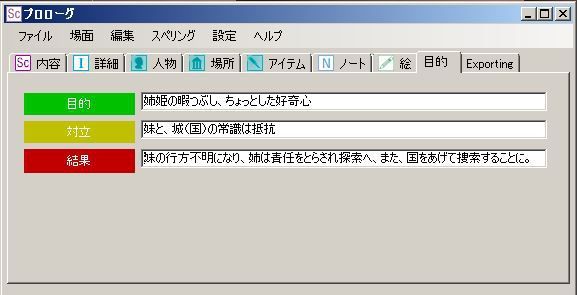 Sc プロローグ
ファイル 場面 編集 スペリング 設定 ヘルプ
Sc 内容 I 詳細 人物 場所 アイテム N ノート 絵 目的 Exporting
目的 姉姫の暇つぶし、ちょっとした好奇心
対立 妹と、城(国)の常識は抵抗
結果 妹の行方不明になり、姉は責任をとらされ探索へ、また、国をあげて捜索することに。